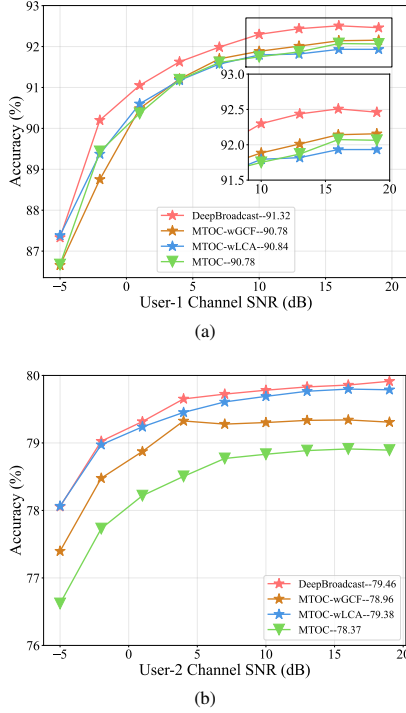 93
92
91
90
89
88
87
Accuracy (%)
93.0
92.5
92.0
91.5
10
15
20
DeepBroadcast--91.32
MTOC-wGCF--90.78
MTOC-wLCA--90.84
MTOC--90.78
−5
0
5
10
15
20
User-1 Channel SNR (dB)
(a)
80
79
78
77
76
Accuracy (%)
DeepBroadcast--79.46
MTOC-wGCF--78.96
MTOC-wLCA--79.38
MTOC--78.37
−5
0
5
10
15
20
User-2 Channel SNR (dB)
(b)